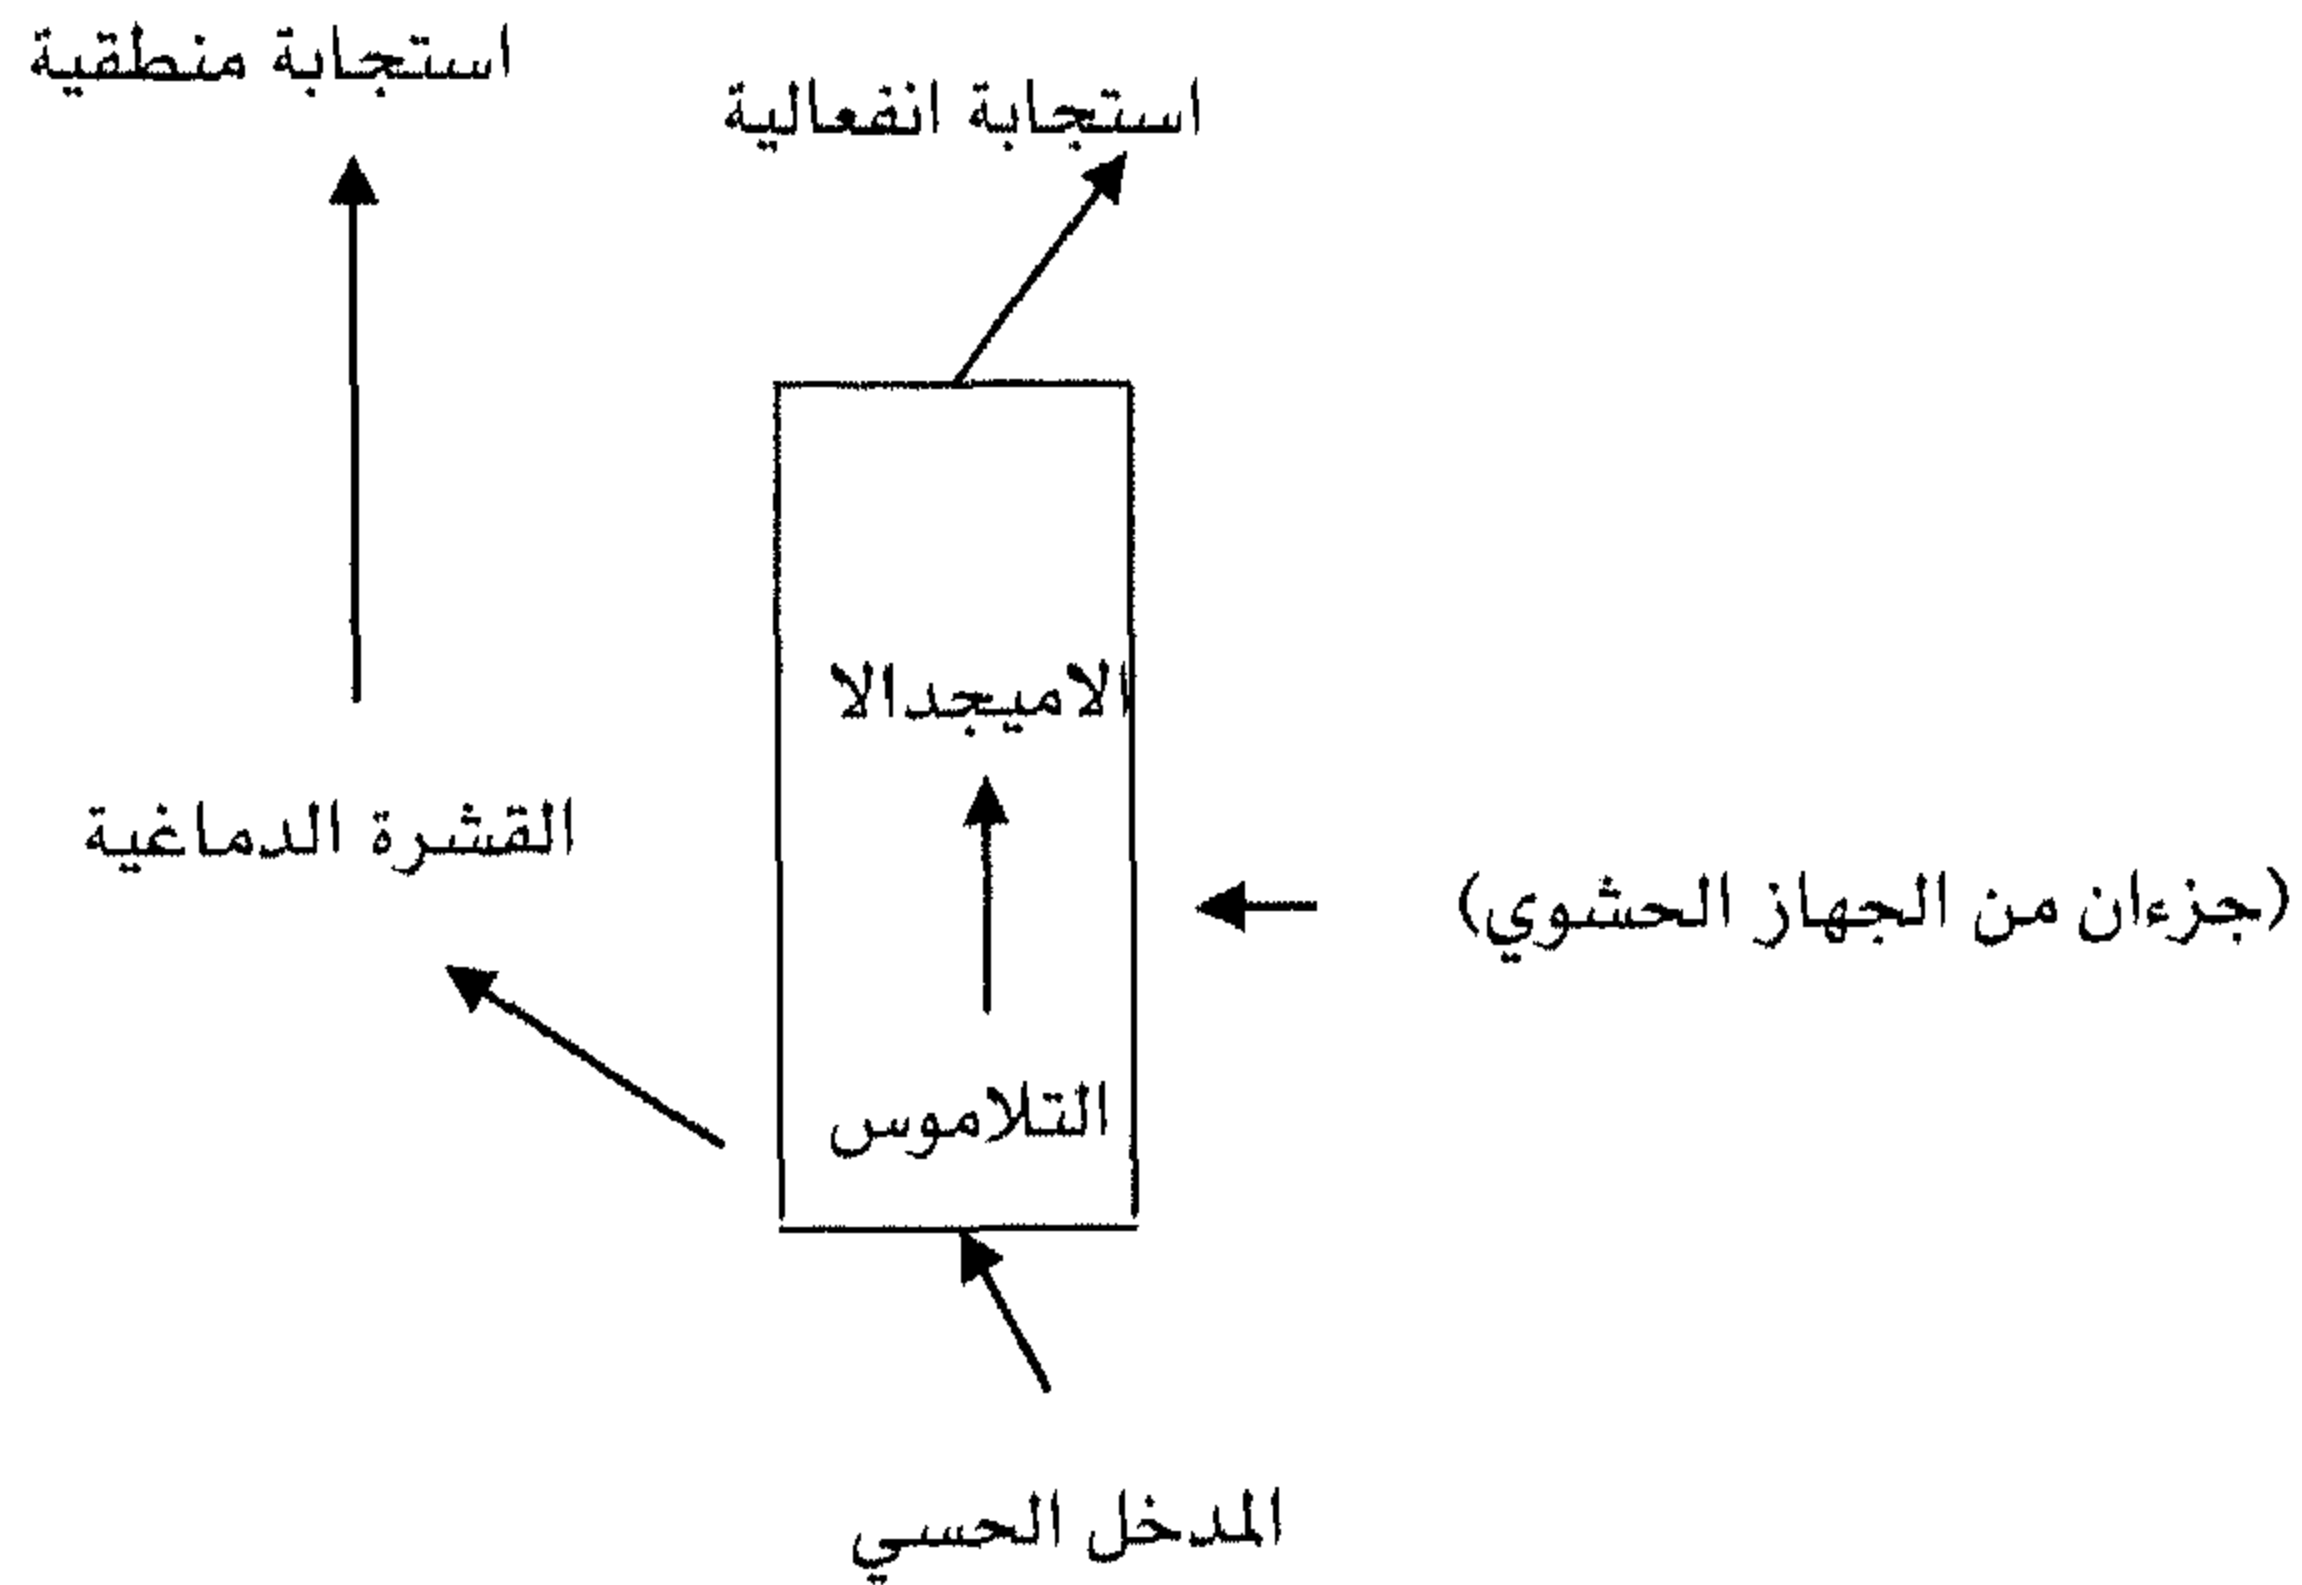 استجابة منطقية
استجابة انفعالية
الاميجدالا
القشرة الدماغية
(جزءان من الجهاز الحشوي)
التلاموس
المدخل الحسي